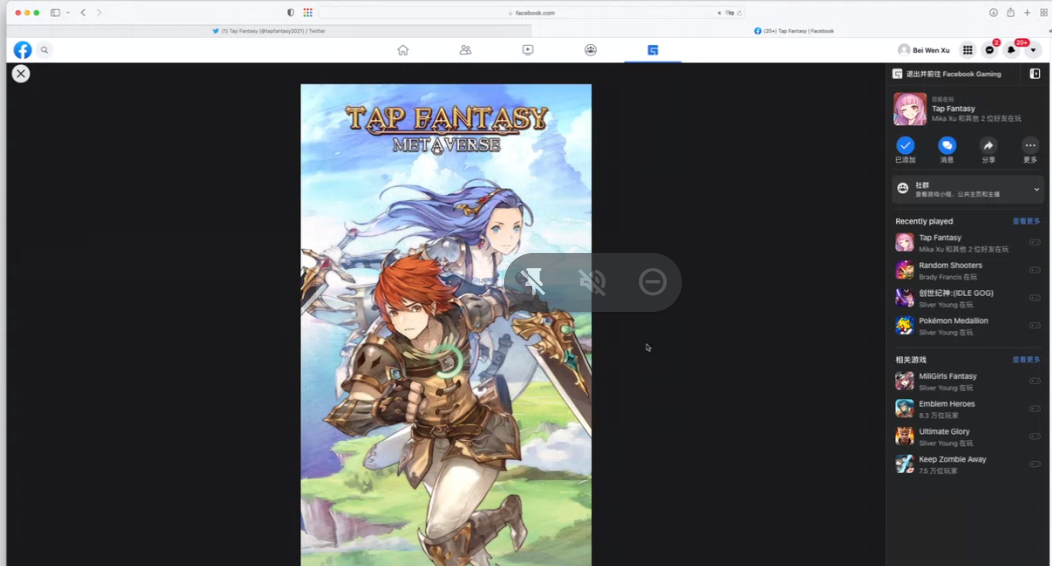 facebook.com
(1) Tap Fantasy (@tapfantasy2021) / Twitter
(20+) Tap Fantasy | Facebook
Bei Wen Xu
2
20+
退出并前往 Facebook Gaming
TAP FANTASY
METAVERSE
Tap Fantasy
Mika Xu 和其他 2 位好友在玩
已添加
消息
分享
更多
社群
查看游戏小组、公共主页和主播
Recently played
查看更多
Tap Fantasy
Mika Xu 和其他 2 位好友在玩
Random Shooters
Brady Francis 在玩
创世纪神:(IDLE GOG)
Sliver Young 在玩
Pokémon Medallion
Sliver Young 在玩
相关游戏
查看更多
MiliGirls Fantasy
Sliver Young 在玩
Emblem Heroes
8.3 万位玩家
Ultimate Glory
Sliver Young 在玩
Keep Zombie Away
7.5 万位玩家